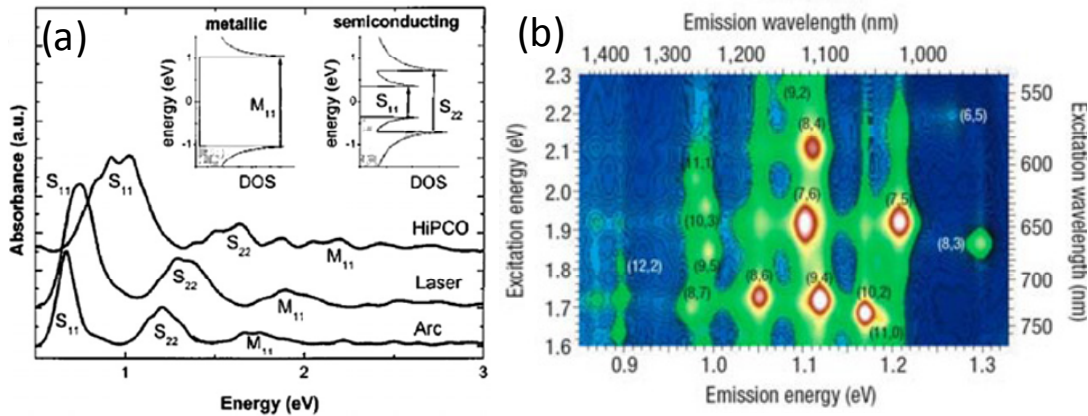 (a)
metallic
semiconducting
energy (eV)
1
0
-1
M11
DOS
energy (eV)
1
0
-1
S11
S22
DOS
Absorbance (a.u.)
S11
S11
S22
M11
HiPCO
S22
M11
Laser
S11
S22
M11
Arc
1
2
3
Energy (eV)
(b)
Emission wavelength (nm)
1,400
1,300
1,200
1,100
1,000
Excitation energy (eV)
2.3
2.2
2.1
2.0
1.9
1.8
1.7
1.6
(9,2)
(6,5)
(8,4)
(11,1)
(7,6)
(7,5)
(10,3)
(8,3)
(9,5)
(12,2)
(8,7)
(8,6)
(9,4)
(10,2)
(11,0)
550
600
650
700
750
Excitation wavelength (nm)
0.9
1.0
1.1
1.2
1.3
Emission energy (eV)